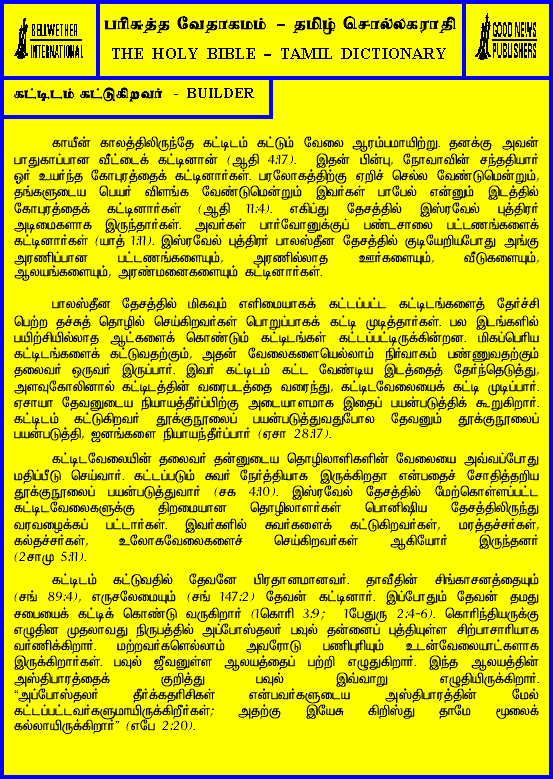 BELLWETHER
INTERNATIONAL
பரிசுத்த வேதாகமம் - தமிழ் சொல்லகராதி
THE HOLY BIBLE - TAMIL DICTIONARY
GOOD NEWS
PUBLISHERS
கட்டிடம் கட்டுகிறவர் - BUILDER
காயீன் காலத்திலிருந்தே கட்டிடம் கட்டும் வேலை ஆரம்பமாயிற்று. தனக்கு அவன்
பாதுகாப்பான வீட்டைக் கட்டினான் (ஆதி 4:17). இதன் பின்பு, நோவாவின் சந்ததியார்
ஓர் உயர்ந்த கோபுரத்தைக் கட்டினார்கள். பரலோகத்திற்கு ஏறிச் செல்ல வேண்டுமென்றும்,
தங்களுடைய பெயர் விளங்க வேண்டுமென்றும் இவர்கள் பாபேல் என்னும் இடத்தில்
கோபுரத்தைக் கட்டினார்கள் (ஆதி 11:4). எகிப்து தேசத்தில் இஸ்ரவேல் புத்திரர்
அடிமைகளாக இருந்தார்கள். அவர்கள் பார்வோனுக்குப் பண்டசாலை பட்டணங்களைக்
கட்டினார்கள் (யாத் 1:11). இஸ்ரவேல் புத்திரர் பாலஸ்தீன தேசத்தில் குடியேறியபோது அங்கு
அரணிப்பான பட்டணங்களையும், அரணில்லாத ஊர்களையும், வீடுகளையும்,
ஆலயங்களையும், அரண்மனைகளையும் கட்டினார்கள்.
பாலஸ்தீன தேசத்தில் மிகவும் எளிமையாகக் கட்டப்பட்ட கட்டிடங்களைத் தேர்ச்சி
பெற்ற தச்சுத் தொழில் செய்கிறவர்கள் பொறுப்பாகக் கட்டி முடித்தார்கள். பல இடங்களில்
பயிற்சியில்லாத ஆட்களைக் கொண்டும் கட்டிடங்கள் கட்டப்பட்டிருக்கின்றன. மிகப்பெரிய
கட்டிடங்களைக் கட்டுவதற்கும், அதன் வேலைகளையெல்லாம் நிர்வாகம் பண்ணுவதற்கும்
தலைவர் ஒருவர் இருப்பார். இவர் கட்டிடம் கட்ட வேண்டிய இடத்தைத் தேர்ந்தெடுத்து,
அளவுகோலினால் கட்டிடத்தின் வரைபடத்தை வரைந்து, கட்டிடவேலையைக் கட்டி முடிப்பார்.
ஏசாயா தேவனுடைய நியாயத்தீர்ப்பிற்கு அடையாளமாக இதைப் பயன்படுத்திக் கூறுகிறார்.
கட்டிடம் கட்டுகிறவர் தூக்குநூலைப் பயன்படுத்துவதுபோல தேவனும் தூக்குநூலைப்
பயன்படுத்தி, ஜனங்களை நியாயந்தீர்ப்பார் (ஏசா 28:17).
கட்டிடவேலையின் தலைவர் தன்னுடைய தொழிலாளிகளின் வேலையை அவ்வப்போது
மதிப்பீடு செய்வார். கட்டப்படும் சுவர் நேர்த்தியாக இருக்கிறதா என்பதைச் சோதித்தறிய
தூக்குநூலைப் பயன்படுத்துவார் (சக 4:10). இஸ்ரவேல் தேசத்தில் மேற்கொள்ளப்பட்ட
கட்டிடவேலைகளுக்கு திறமையான தொழிலாளர்கள் பொனிஷிய தேசத்திலிருந்து
வரவழைக்கப் பட்டார்கள். இவர்களில் சுவர்களைக் கட்டுகிறவர்கள், மரத்தச்சர்கள்,
கல்தச்சர்கள், உலோகவேலைகளைச் செய்கிறவர்கள் ஆகியோர் இருந்தனர்
(2சாமு 5:11).
கட்டிடம் கட்டுவதில் தேவனே பிரதானமானவர். தாவீதின் சிங்காசனத்தையும்
(சங் 89:4), எருசலேமையும் (சங் 147:2) தேவன் கட்டினார். இப்போதும் தேவன் தமது
சபையைக் கட்டிக் கொண்டு வருகிறார் (1கொரி 3:9; 1பேதுரு 2:4-6). கொரிந்தியருக்கு
எழுதின முதலாவது நிருபத்தில் அப்போஸ்தலர் பவுல் தன்னைப் புத்தியுள்ள சிற்பாசாரியாக
வர்ணிக்கிறார். மற்றவர்களெல்லாம் அவரோடு பணிபுரியும் உடன்வேலையாட்களாக
இருக்கிறார்கள். பவுல் ஜீவனுள்ள ஆலயத்தைப் பற்றி எழுதுகிறார். இந்த ஆலயத்தின்
அஸ்திபாரத்தைக் குறித்து பவுல் இவ்வாறு எழுதியிருக்கிறார்.
"அப்போஸ்தலர் தீர்க்கதரிசிகள் என்பவர்களுடைய அஸ்திபாரத்தின் மேல்
கட்டப்பட்டவர்களுமாயிருக்கிறீர்கள்; அதற்கு இயேசு கிறிஸ்து தாமே மூலைக்
கல்லாயிருக்கிறார்" (எபே 2:20).